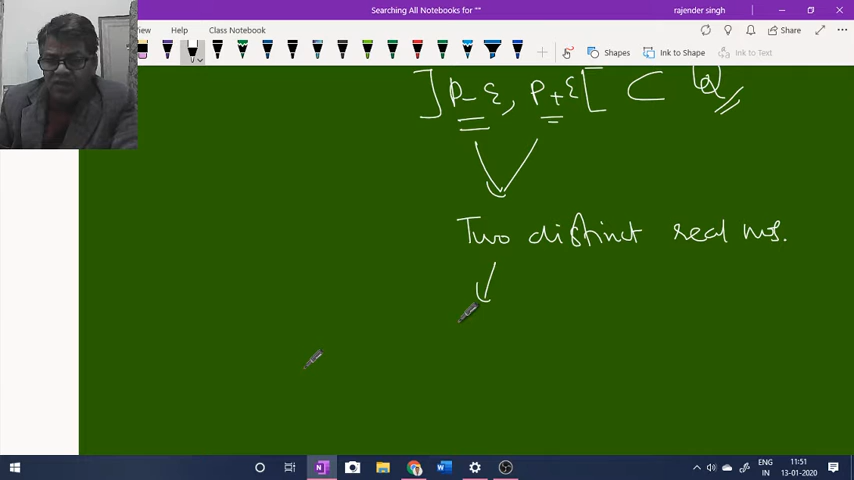 Searching All Notebooks for ""
rajender singh
View Help Class Notebook
Share
Shapes Ink to Shape Ink to Text
]p-ε, p+ε[ ⊂ Q
Two distinct real nos.
ENG 11:51
IN 13-01-2020